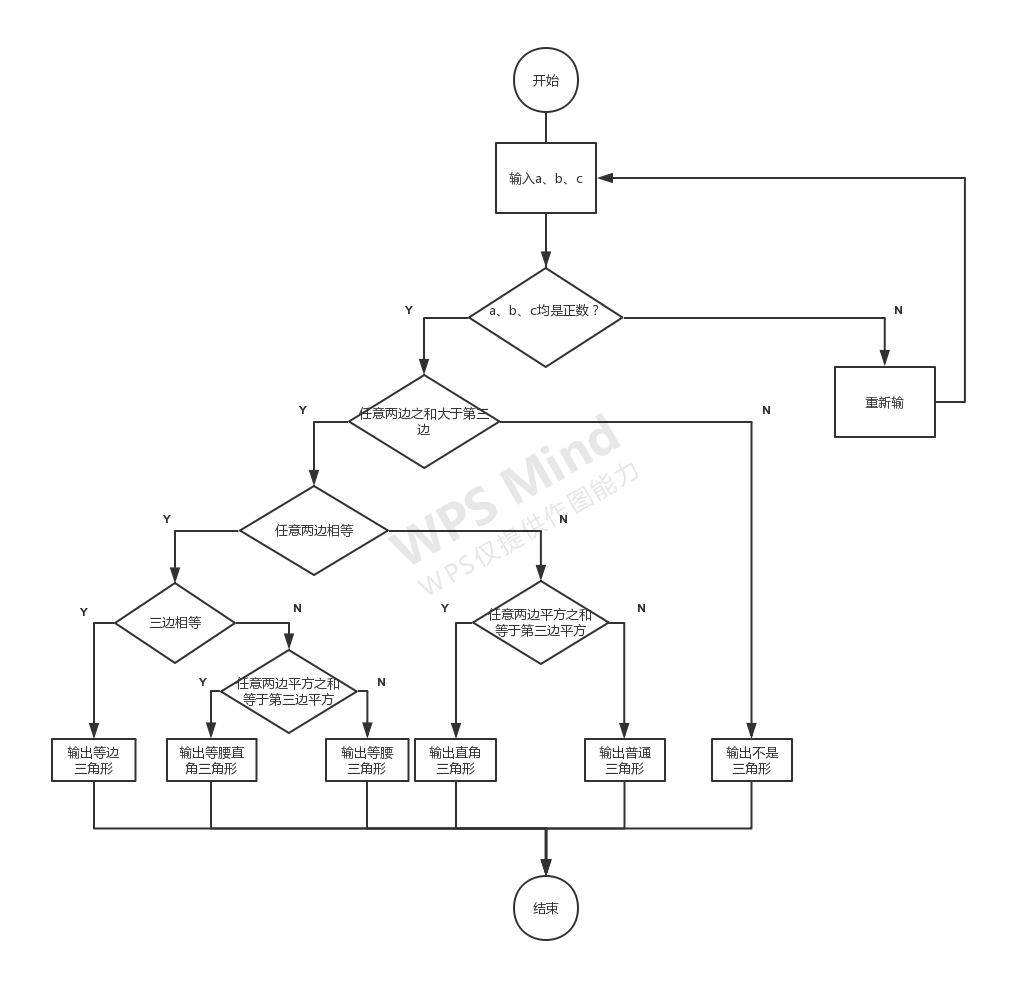 开始
输入a、b、c
a、b、c均是正数？
Y
N
重新输
任意两边之和大于第三
边
Y
N
WPS Mind
WPS仅提供作图能力
任意两边相等
Y
N
三边相等
Y
N
任意两边平方之和
等于第三边平方
Y
N
任意两边平方之和
等于第三边平方
Y
N
输出等边
三角形
输出等腰直
角三角形
输出等腰
三角形
输出直角
三角形
输出普通
三角形
输出不是
三角形
结束